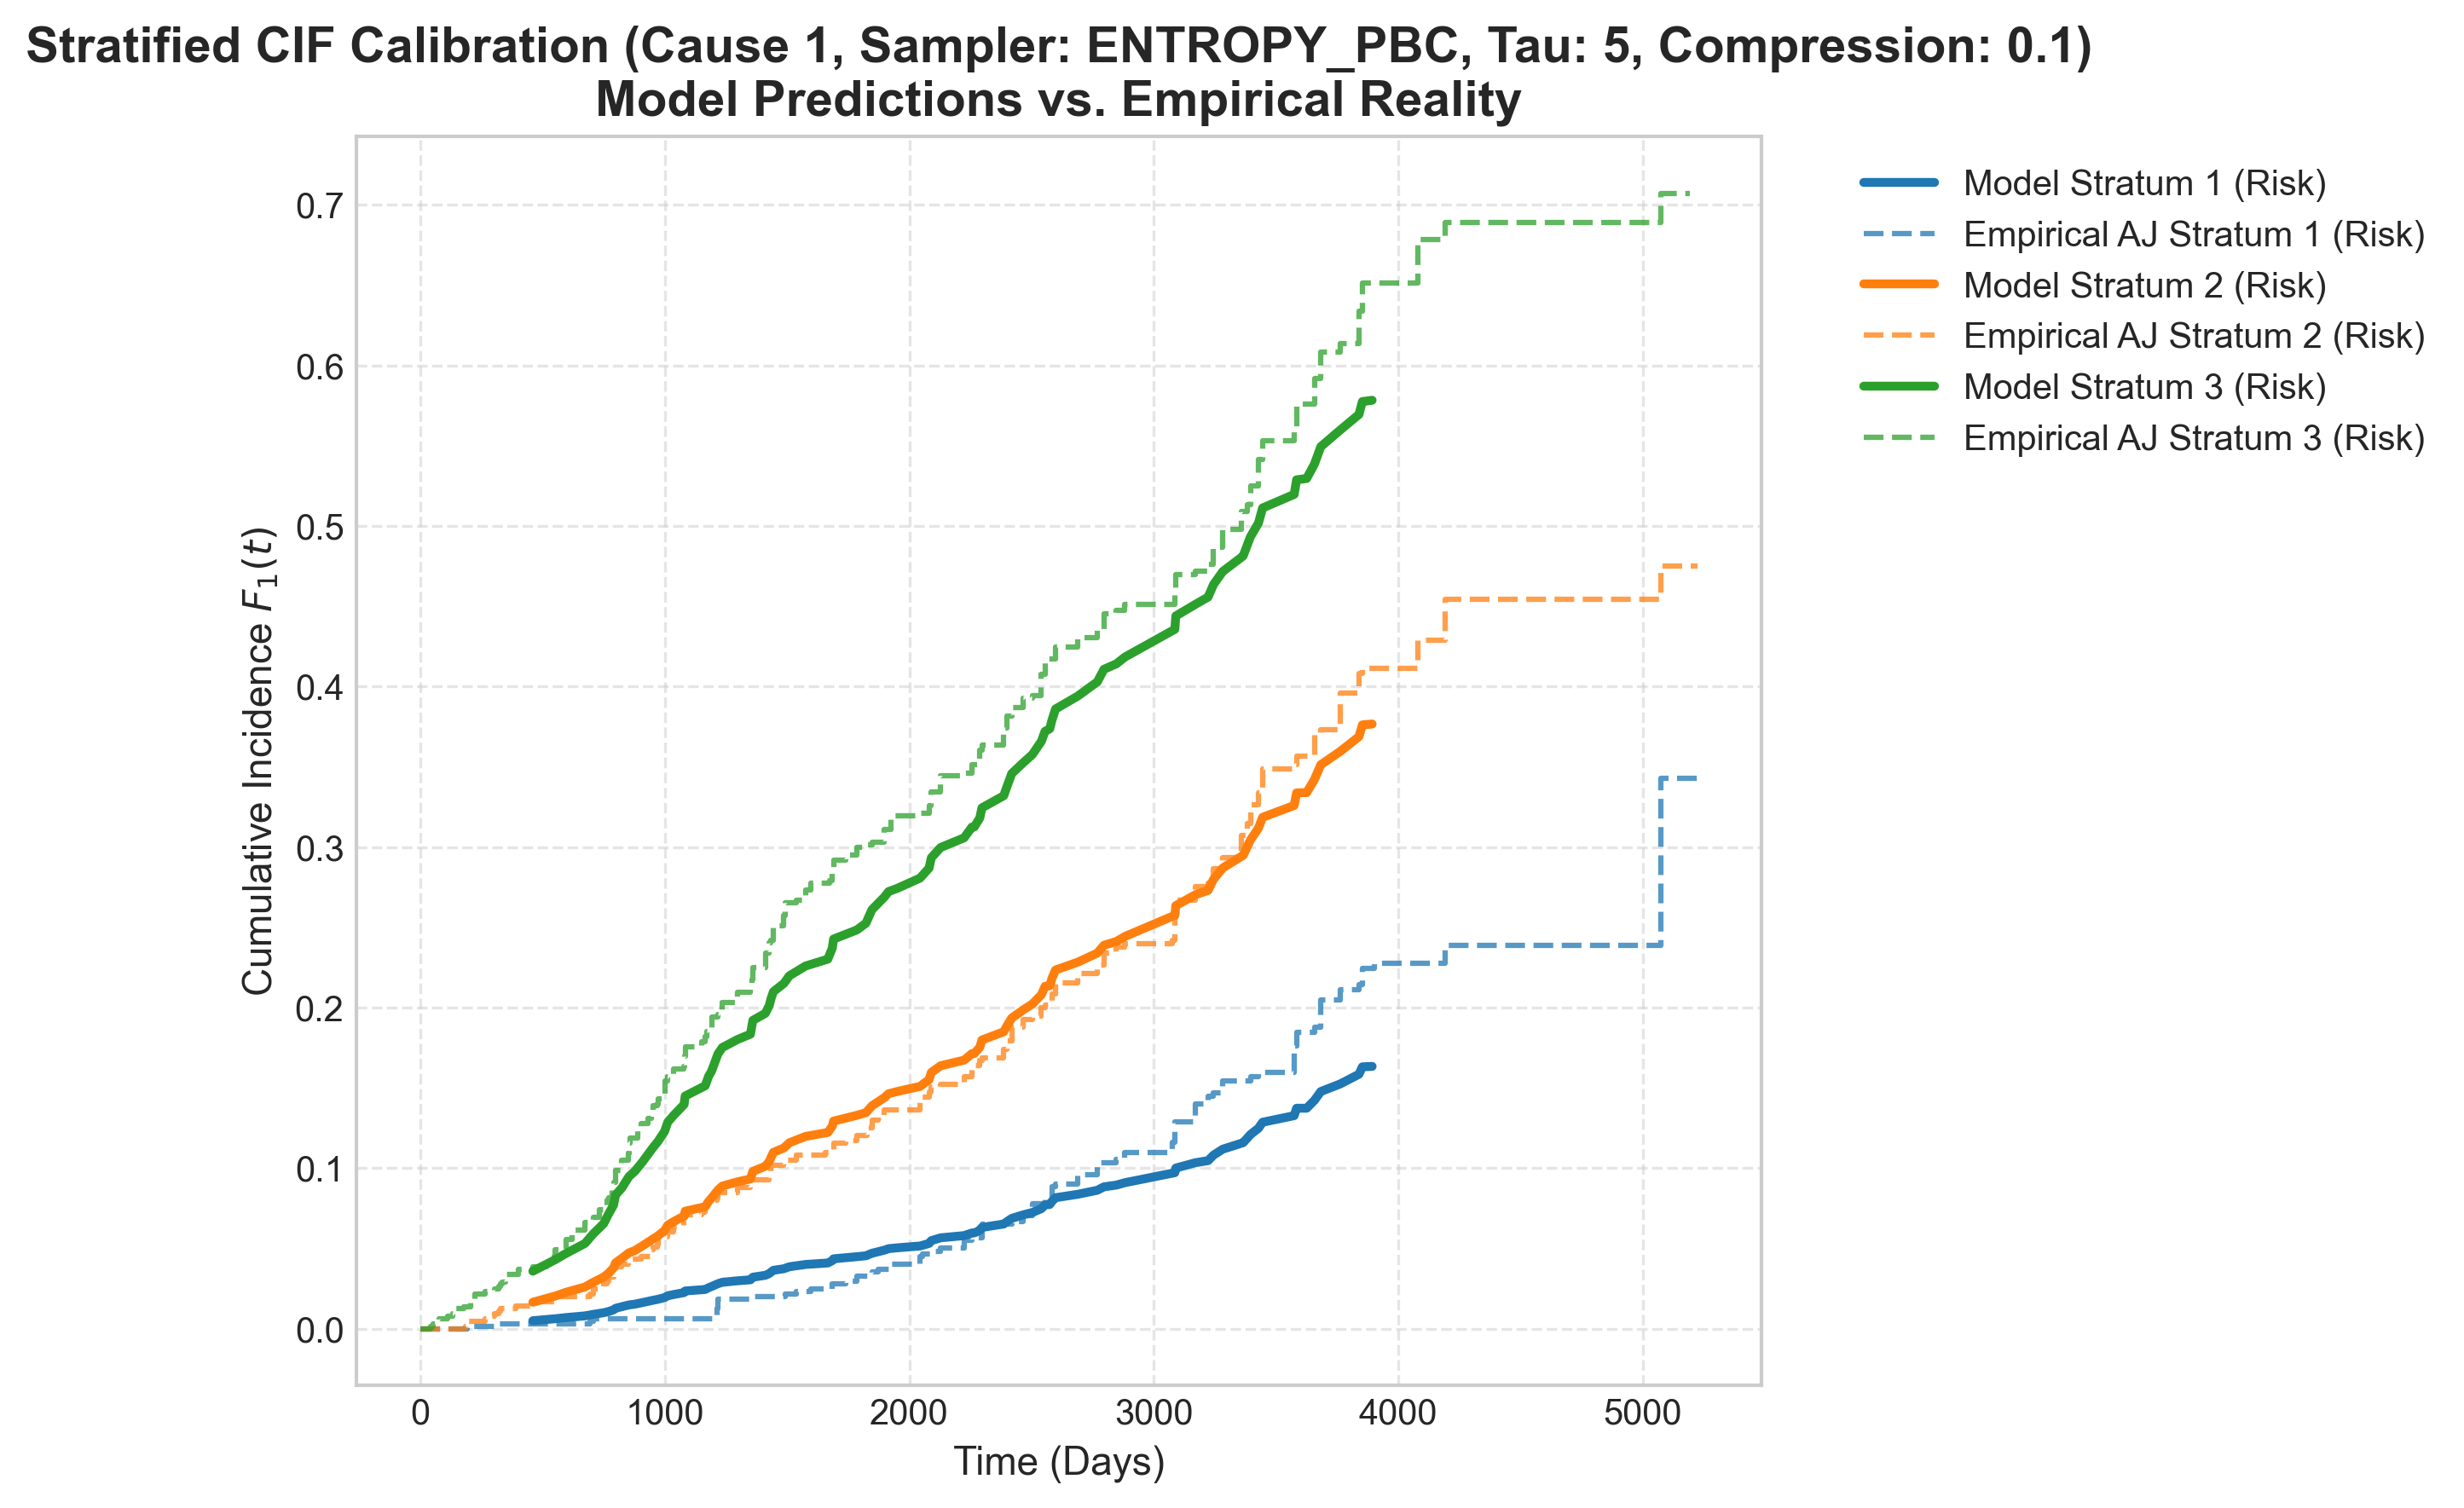 Stratified CIF Calibration (Cause 1, Sampler: ENTROPY_PBC, Tau: 5, Compression: 0.1)
Model Predictions vs. Empirical Reality
Model Stratum 1 (Risk)
Empirical AJ Stratum 1 (Risk)
Model Stratum 2 (Risk)
Empirical AJ Stratum 2 (Risk)
Model Stratum 3 (Risk)
Empirical AJ Stratum 3 (Risk)
Cumulative Incidence F₁(t)
0.7
0.6
0.5
0.4
0.3
0.2
0.1
0.0
0 1000 2000 3000 4000 5000
Time (Days)